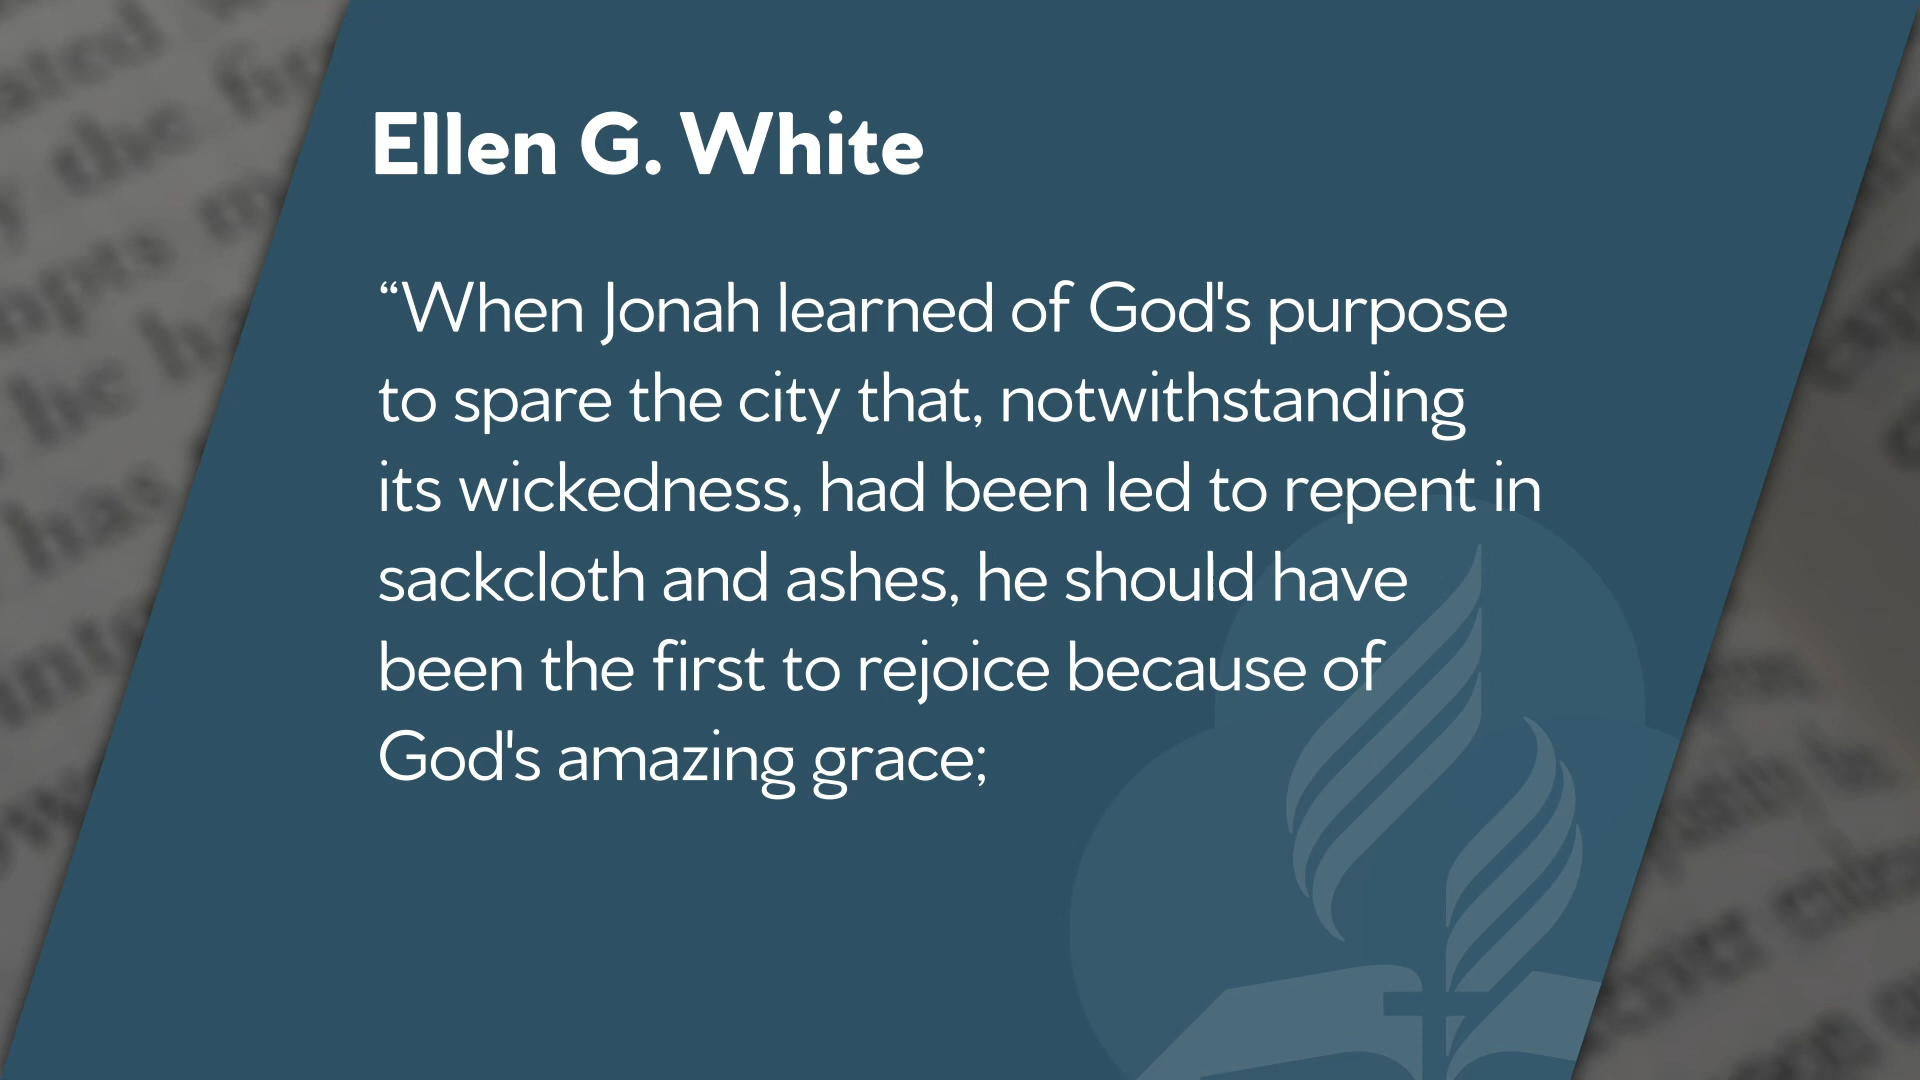 Ellen G. White
“When Jonah learned of God's purpose
to spare the city that, notwithstanding
its wickedness, had been led to repent in
sackcloth and ashes, he should have
been the first to rejoice because of
God's amazing grace;